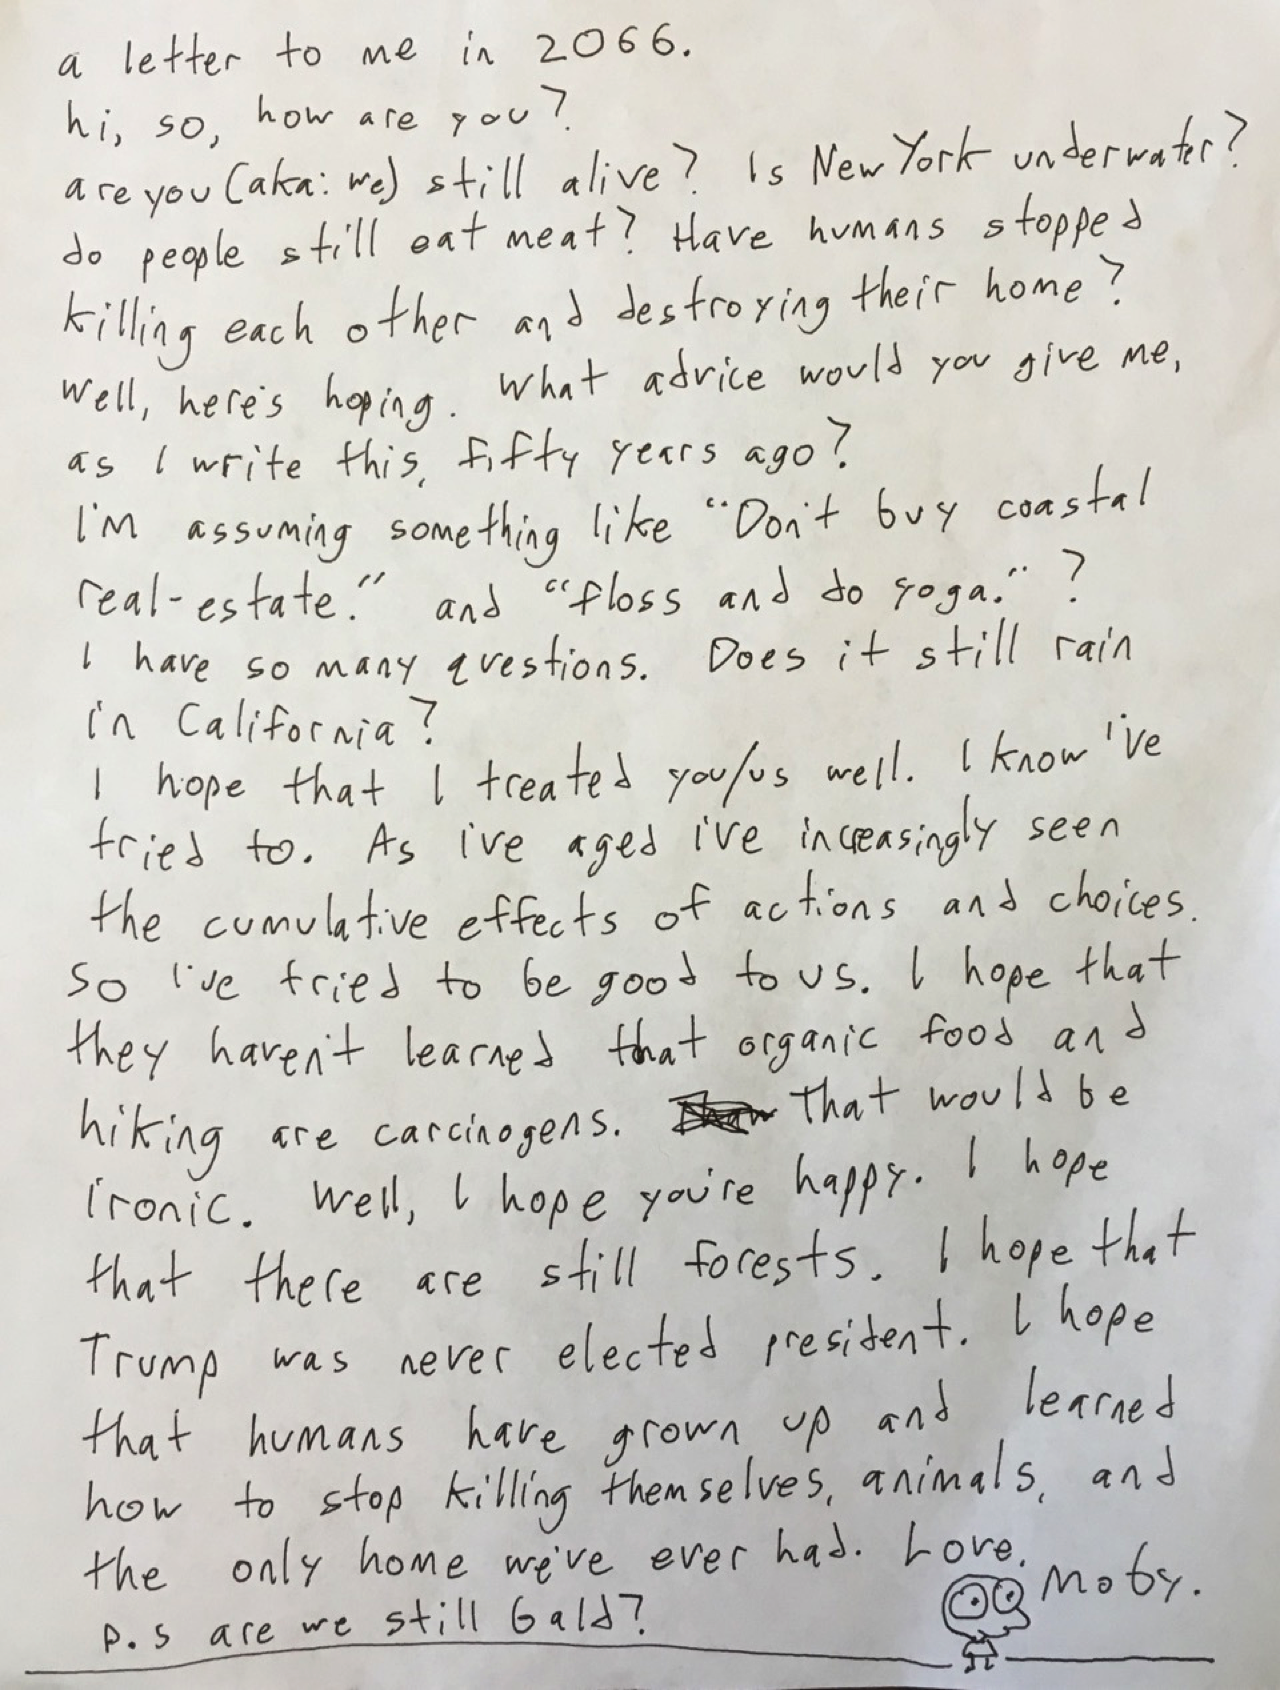 a letter to me in 2066.
hi, so, how are you?
are you (aka: we) still alive? Is New York underwater?
do people still eat meat? Have humans stopped
killing each other and destroying their home?
Well, here's hoping. What advice would you give me,
as I write this, fifty years ago?
I'm assuming something like "Don't buy coastal
real-estate." and "floss and do yoga." ?
I have so many questions. Does it still rain
in California?
I hope that I treated you/us well. I know i've
tried to. As i've aged i've increasingly seen
the cumulative effects of actions and choices.
So i've tried to be good to us. I hope that
they haven't learned that organic food and
hiking are carcinogens. That would be
ironic. Well, I hope you're happy. I hope
that there are still forests. I hope that
Trump was never elected president. I hope
that humans have grown up and learned
how to stop killing themselves, animals, and
the only home we've ever had. Love,
Moby.
p.s are we still bald?